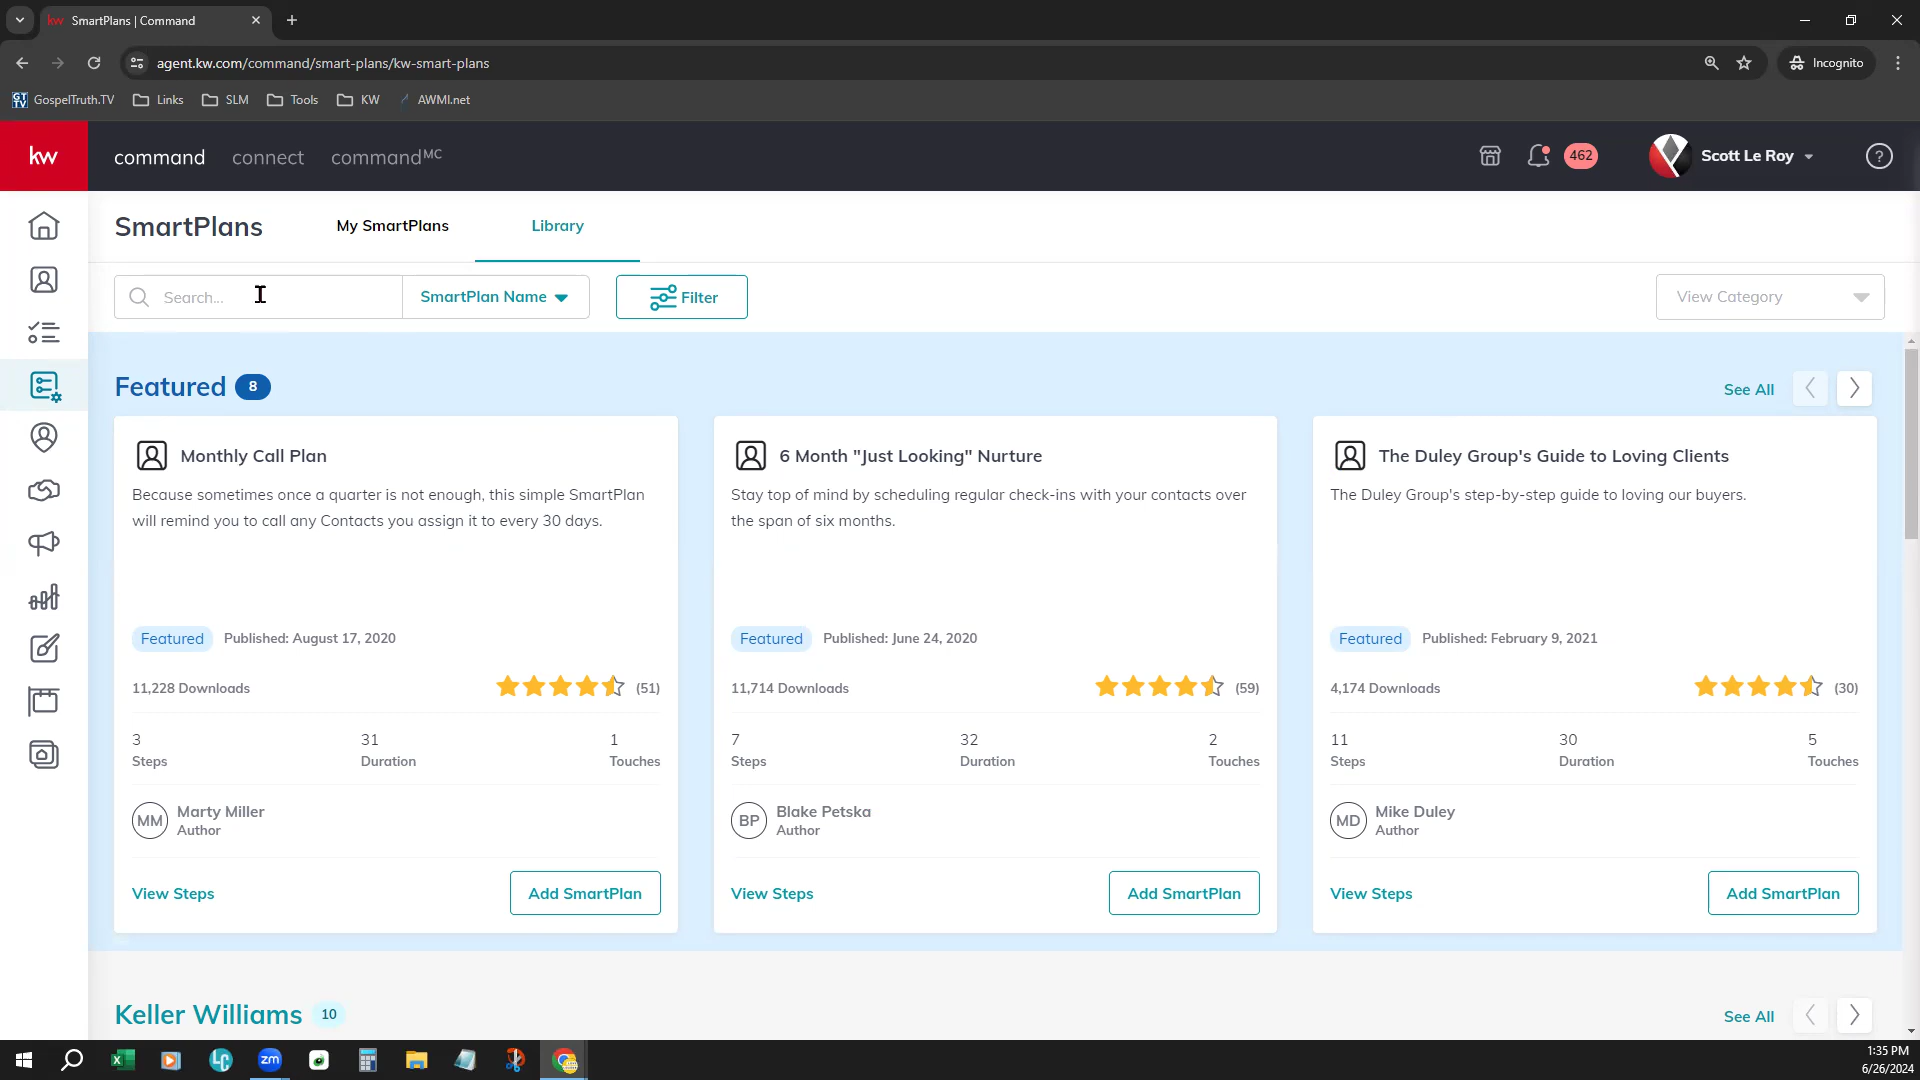 SmartPlans | Command
agent.kw.com/command/smart-plans/kw-smart-plans
Incognito
GospelTruth.TV Links SLM Tools KW AWMI.net
kw command connect command MC 462 Scott Le Roy ?
SmartPlans My SmartPlans Library
Search... SmartPlan Name Filter View Category
Featured 8 See All
Monthly Call Plan
Because sometimes once a quarter is not enough, this simple SmartPlan
will remind you to call any Contacts you assign it to every 30 days.
Featured Published: August 17, 2020
11,228 Downloads (51)
3 31 1
Steps Duration Touches
MM Marty Miller
Author
View Steps Add SmartPlan
6 Month "Just Looking" Nurture
Stay top of mind by scheduling regular check-ins with your contacts over
the span of six months.
Featured Published: June 24, 2020
11,714 Downloads (59)
7 32 2
Steps Duration Touches
BP Blake Petska
Author
View Steps Add SmartPlan
The Duley Group's Guide to Loving Clients
The Duley Group's step-by-step guide to loving our buyers.
Featured Published: February 9, 2021
4,174 Downloads (30)
11 30 5
Steps Duration Touches
MD Mike Duley
Author
View Steps Add SmartPlan
Keller Williams 10 See All
LC zm
1:35 PM
6/26/2024